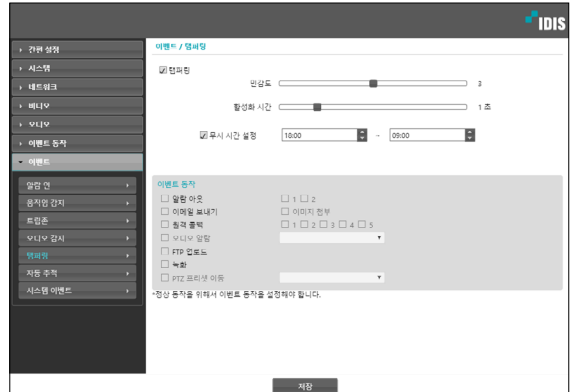 IDIS
간편 설정
시스템
네트워크
비디오
오디오
이벤트 동작
이벤트
알람 인
움직임 감지
트립존
오디오 감지
탬퍼링
자동 추적
시스템 이벤트
이벤트 / 탬퍼링
탬퍼링
민감도 3
활성화 시간 1 초
무시 시간 설정 18:00 ~ 09:00
이벤트 동작
알람 아웃 1 2
이메일 보내기 이미지 첨부
원격 콜백 1 2 3 4 5
오디오 알람
FTP 업로드
녹화
PTZ 프리셋 이동
*정상 동작을 위해서 이벤트 동작을 설정해야 합니다.
저장